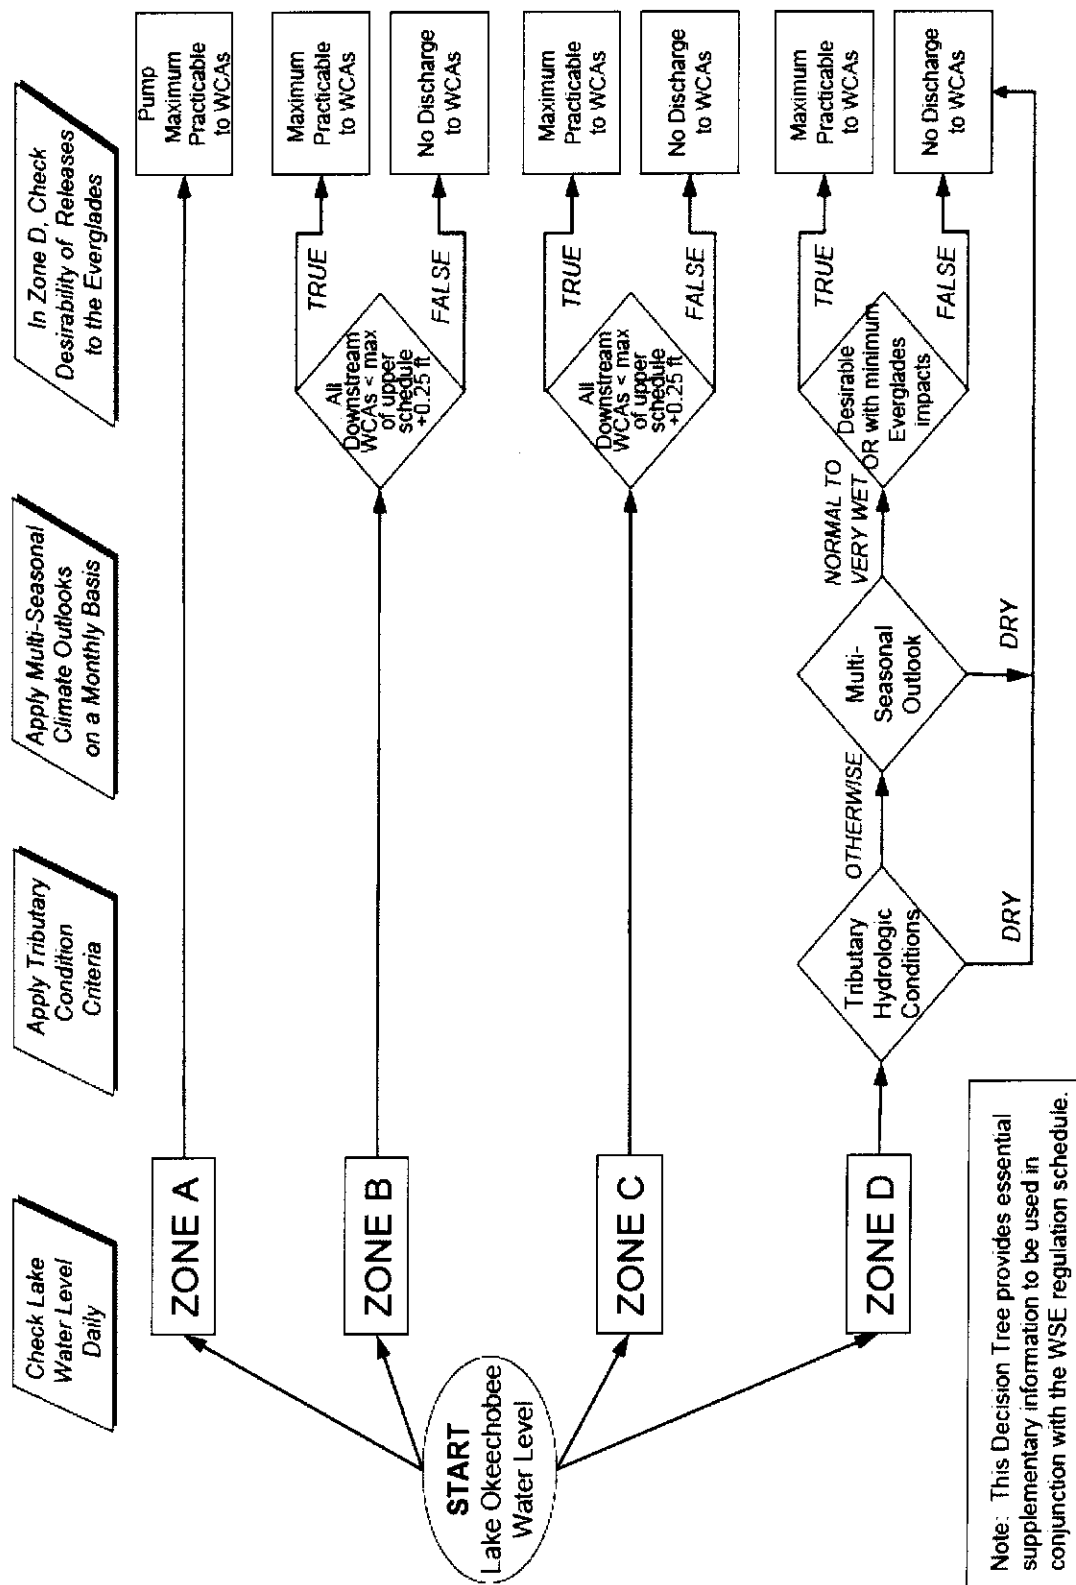 Check Lake
Water Level
Daily
Apply Tributary
Condition
Criteria
Apply Multi-Seasonal
Climate Outlooks
on a Monthly Basis
In Zone D, Check
Desirability of Releases
to the Everglades
START
Lake Okeechobee
Water Level
ZONE A
Pump
Maximum
Practicable
to WCAs
ZONE B
All
Downstream
WCAs < max
of upper
schedule
+0.25 ft
TRUE
FALSE
Maximum
Practicable
to WCAs
No Discharge
to WCAs
ZONE C
All
Downstream
WCAs < max
of upper
schedule
+0.25 ft
TRUE
FALSE
Maximum
Practicable
to WCAs
No Discharge
to WCAs
ZONE D
Tributary
Hydrologic
Conditions
OTHERWISE
DRY
Multi-
Seasonal
Outlook
NORMAL TO
VERY WET
DRY
Desirable
OR with minimum
Everglades
impacts
TRUE
FALSE
Maximum
Practicable
to WCAs
No Discharge
to WCAs
Note: This Decision Tree provides essential
supplementary information to be used in
conjunction with the WSE regulation schedule.